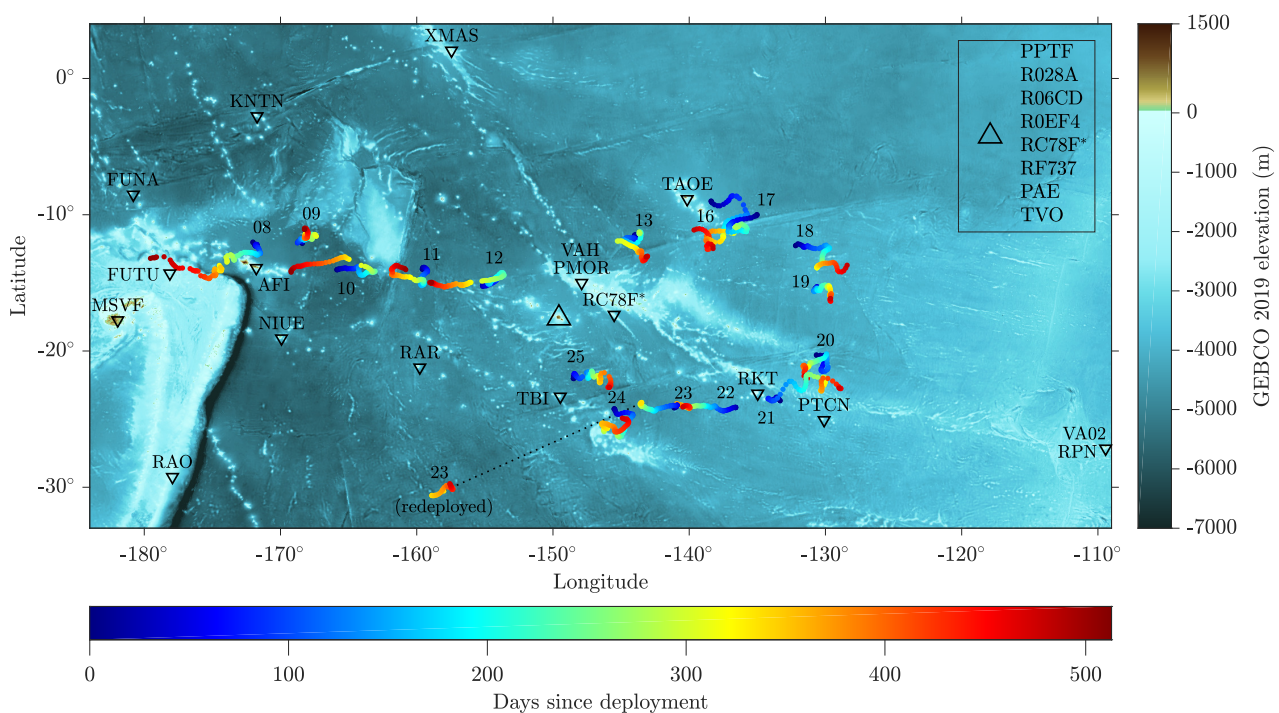 XMAS
KNTN
FUNA
TAOE
PPTF
R028A
R06CD
R0EF4
RC78F*
RF737
PAE
TVO
08
09
13
16
17
18
FUTU
AFI
10
11
12
VAH
PMOR
RC78F*
19
MSVF
NIUE
RAR
25
TBI
24
23
22
RKT
21
20
PTCN
VA02
RPN
RAO
23
(redeployed)
0°
-10°
-20°
-30°
Latitude
-180°
-170°
-160°
-150°
-140°
-130°
-120°
-110°
Longitude
1500
0
-1000
-2000
-3000
-4000
-5000
-6000
-7000
GEBCO 2019 elevation (m)
0
100
200
300
400
500
Days since deployment